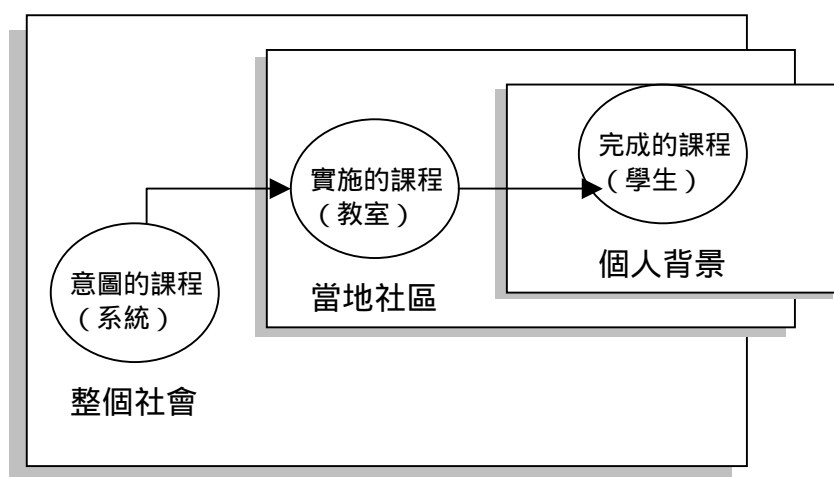 意圖的課程
（系統）
整個社會
實施的課程
（教室）
當地社區
完成的課程
（學生）
個人背景